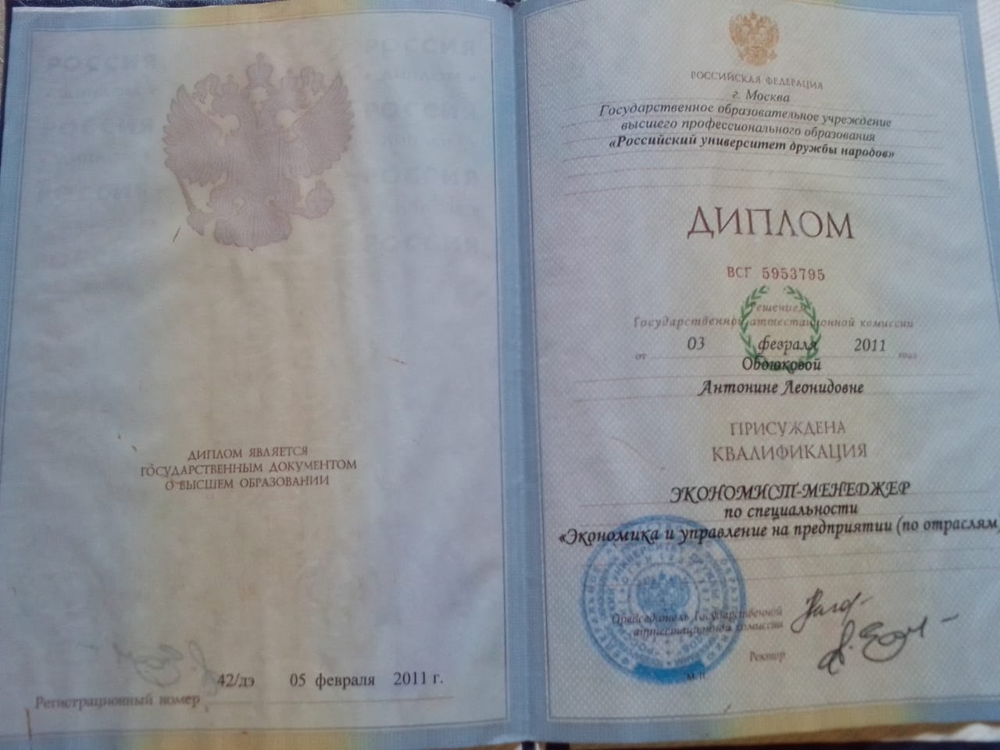 ДИПЛОМ ЯВЛЯЕТСЯ
ГОСУДАРСТВЕННЫМ ДОКУМЕНТОМ
О ВЫСШЕМ ОБРАЗОВАНИИ
42/дэ 05 февраля 2011 г.
Регистрационный номер
РОССИЙСКАЯ ФЕДЕРАЦИЯ
г. Москва
Государственное образовательное учреждение
высшего профессионального образования
«Российский университет дружбы народов»
ДИПЛОМ
ВСГ 5953795
Решением
Государственной аттестационной комиссии
от 03 февраля 2011 года
Обоюковой
Антонине Леонидовне
ПРИСУЖДЕНА
КВАЛИФИКАЦИЯ
ЭКОНОМИСТ-МЕНЕДЖЕР
по специальности
«Экономика и управление на предприятии (по отраслям)
Председатель Государственной
аттестационной комиссии
Ректор
М.П.